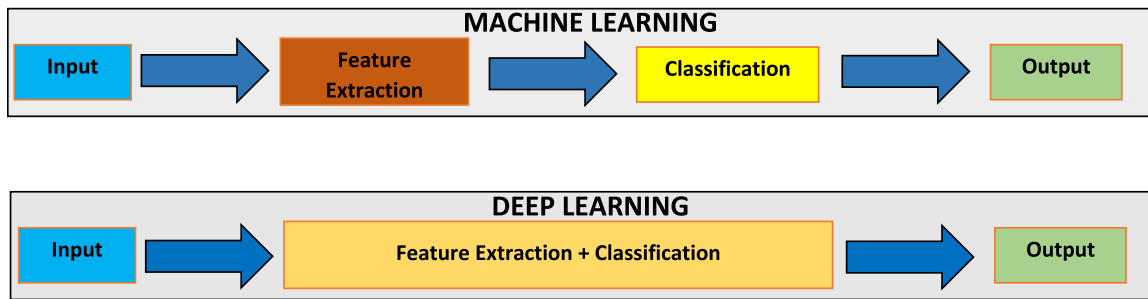 MACHINE LEARNING
Input
Feature
Extraction
Classification
Output
DEEP LEARNING
Input
Feature Extraction + Classification
Output